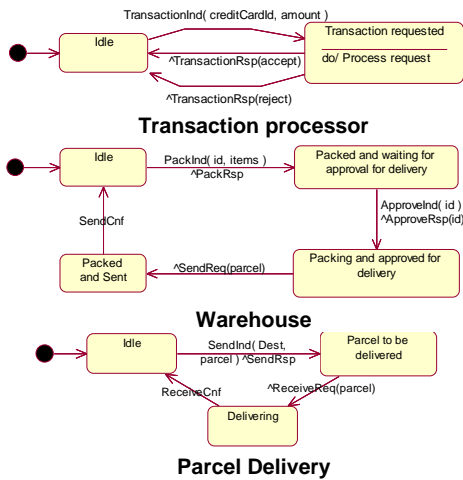 TransactionInd( creditCardId, amount )
Idle
Transaction requested
do/ Process request
^TransactionRsp(accept)
^TransactionRsp(reject)
Transaction processor
Idle
PackInd( id, items )
^PackRsp
Packed and waiting for
approval for delivery
ApproveInd( id )
^ApproveRsp(id)
SendCnf
Packed
and Sent
^SendReq(parcel)
Packing and approved for
delivery
Warehouse
Idle
SendInd( Dest,
parcel ) ^SendRsp
Parcel to be
delivered
ReceiveCnf
^ReceiveReq(parcel)
Delivering
Parcel Delivery